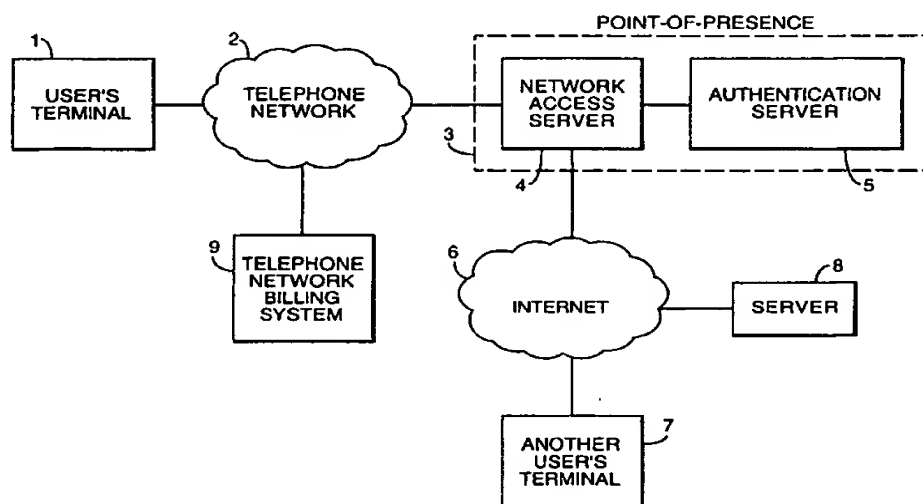 POINT-OF-PRESENCE
1
2
USER'S
TERMINAL
TELEPHONE
NETWORK
NETWORK
ACCESS
SERVER
AUTHENTICATION
SERVER
3
4
5
9
TELEPHONE
NETWORK
BILLING
SYSTEM
6
INTERNET
8
SERVER
7
ANOTHER
USER'S
TERMINAL